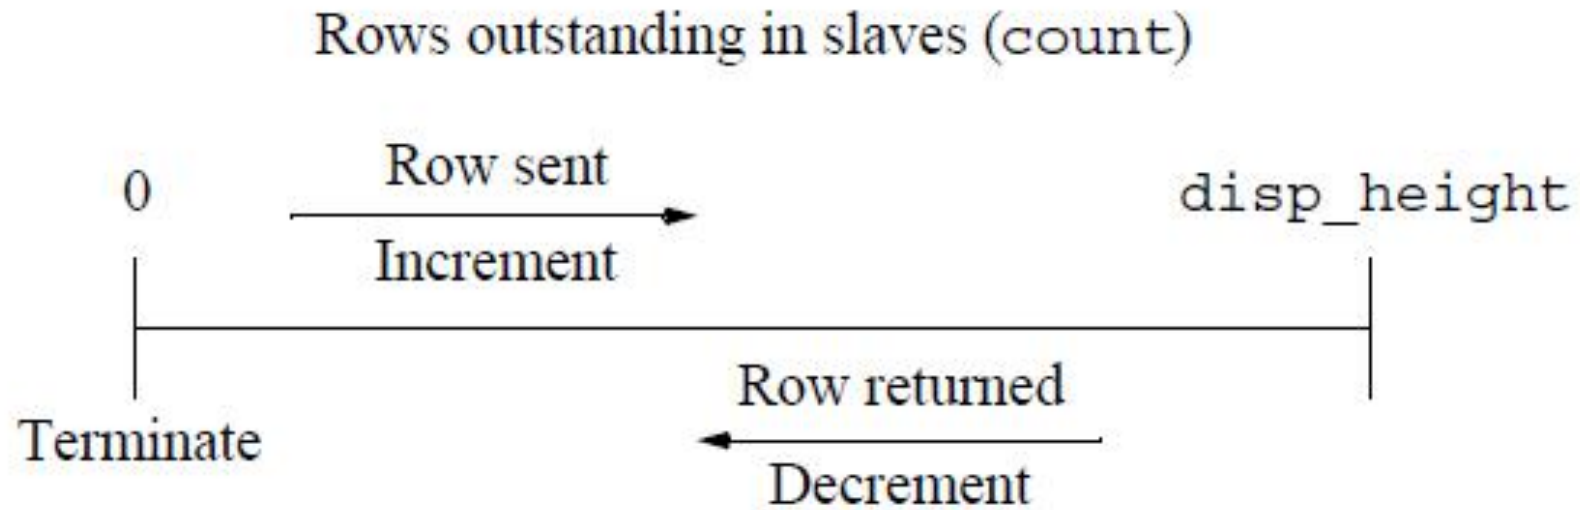 Rows outstanding in slaves (count)
0
Row sent
Increment
disp_height
Terminate
Row returned
Decrement